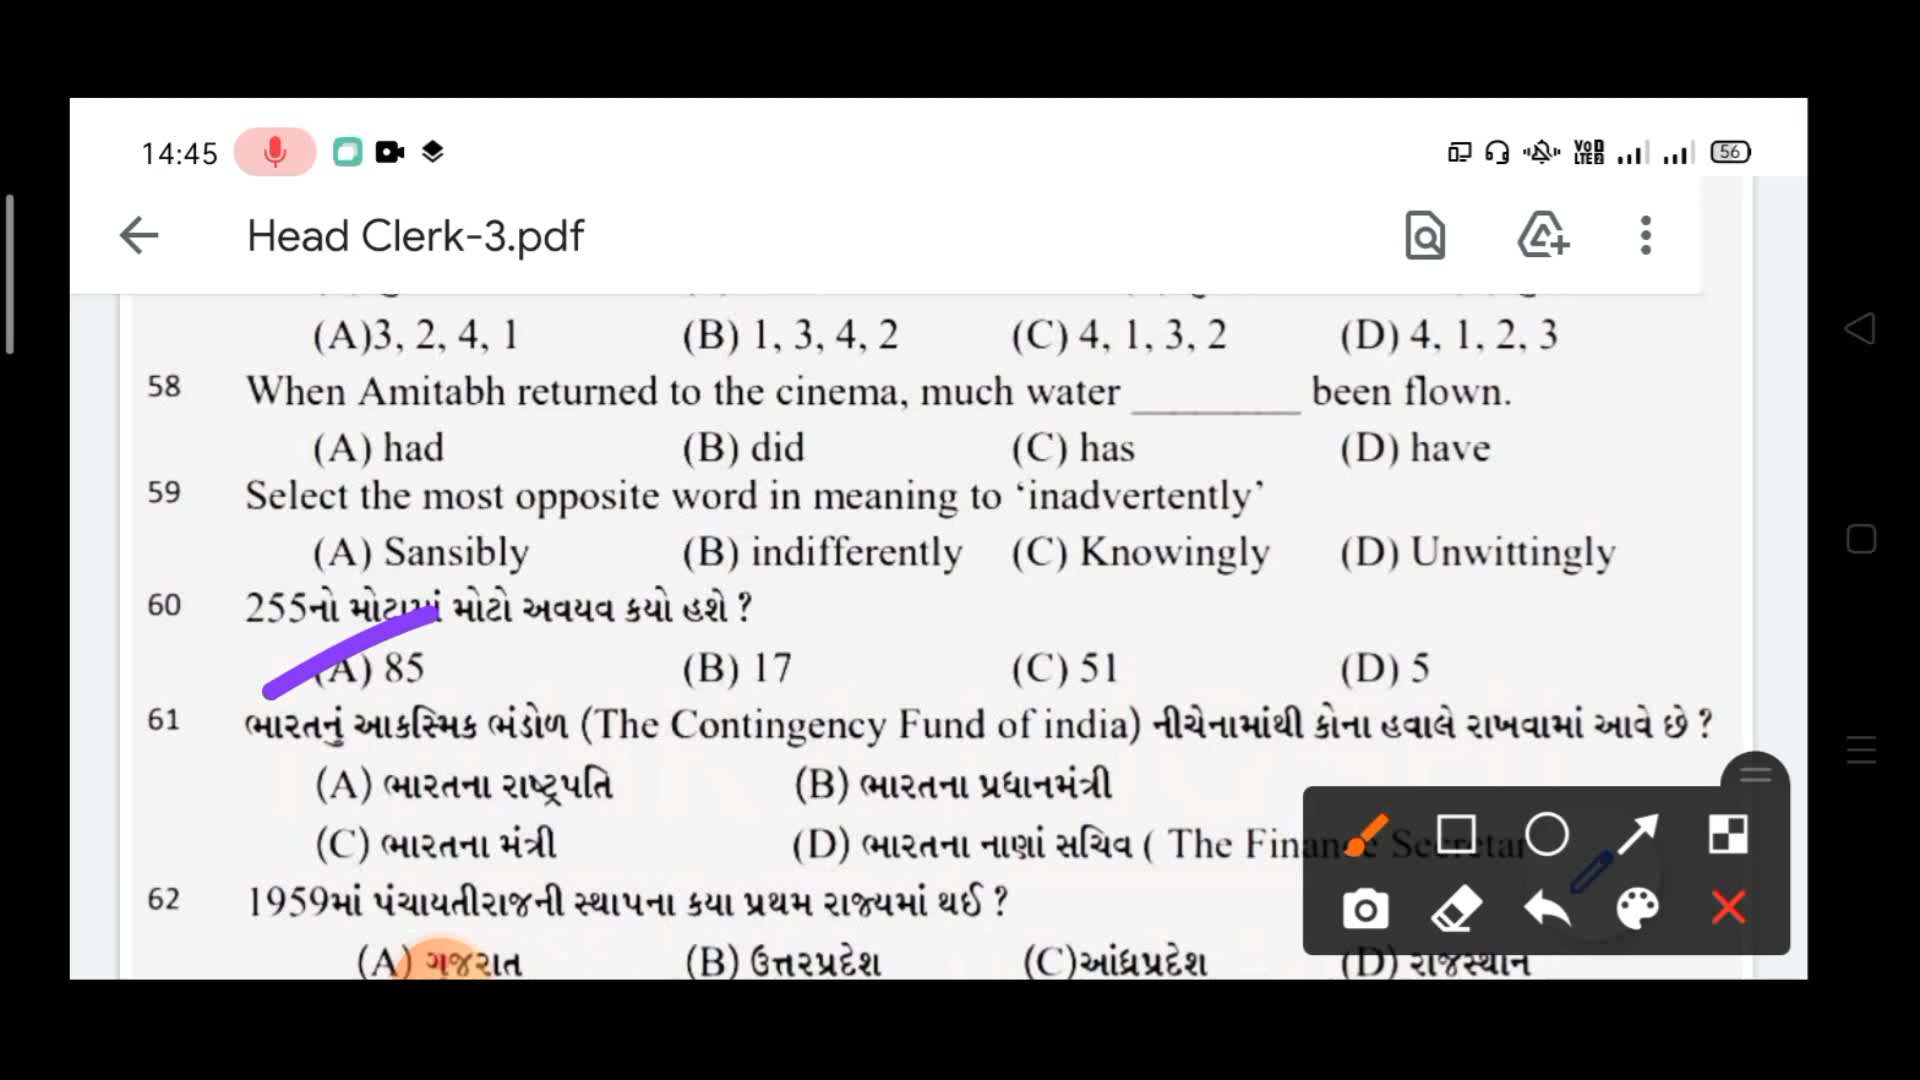 14:45 VoD LTE2 56
Head Clerk-3.pdf
(A)3, 2, 4, 1 (B) 1, 3, 4, 2 (C) 4, 1, 3, 2 (D) 4, 1, 2, 3
58 When Amitabh returned to the cinema, much water ________ been flown.
(A) had (B) did (C) has (D) have
59 Select the most opposite word in meaning to ‘inadvertently’
(A) Sansibly (B) indifferently (C) Knowingly (D) Unwittingly
60 255નો મોટામાં મોટો અવયવ કયો હશે ?
(A) 85 (B) 17 (C) 51 (D) 5
61 ભારતનું આકસ્મિક ભંડોળ (The Contingency Fund of india) નીચેનામાંથી કોના હવાલે રાખવામાં આવે છે ?
(A) ભારતના રાષ્ટ્રપતિ (B) ભારતના પ્રધાનમંત્રી
(C) ભારતના મંત્રી (D) ભારતના નાણાં સચિવ ( The Finance Secretar
62 1959માં પંચાયતીરાજની સ્થાપના કયા પ્રથમ રાજ્યમાં થઈ ?
(A) ગુજરાત (B) ઉત્તરપ્રદેશ (C)આંધ્રપ્રદેશ (D) રાજસ્થાન